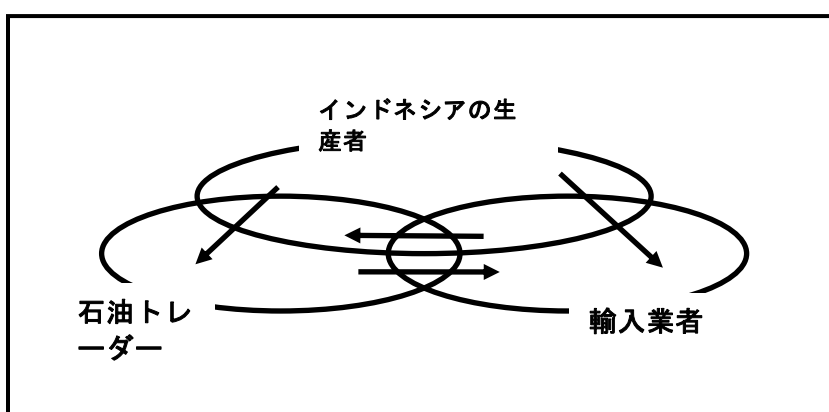 インドネシアの生
産者
石油トレ
ーダー
輸入業者